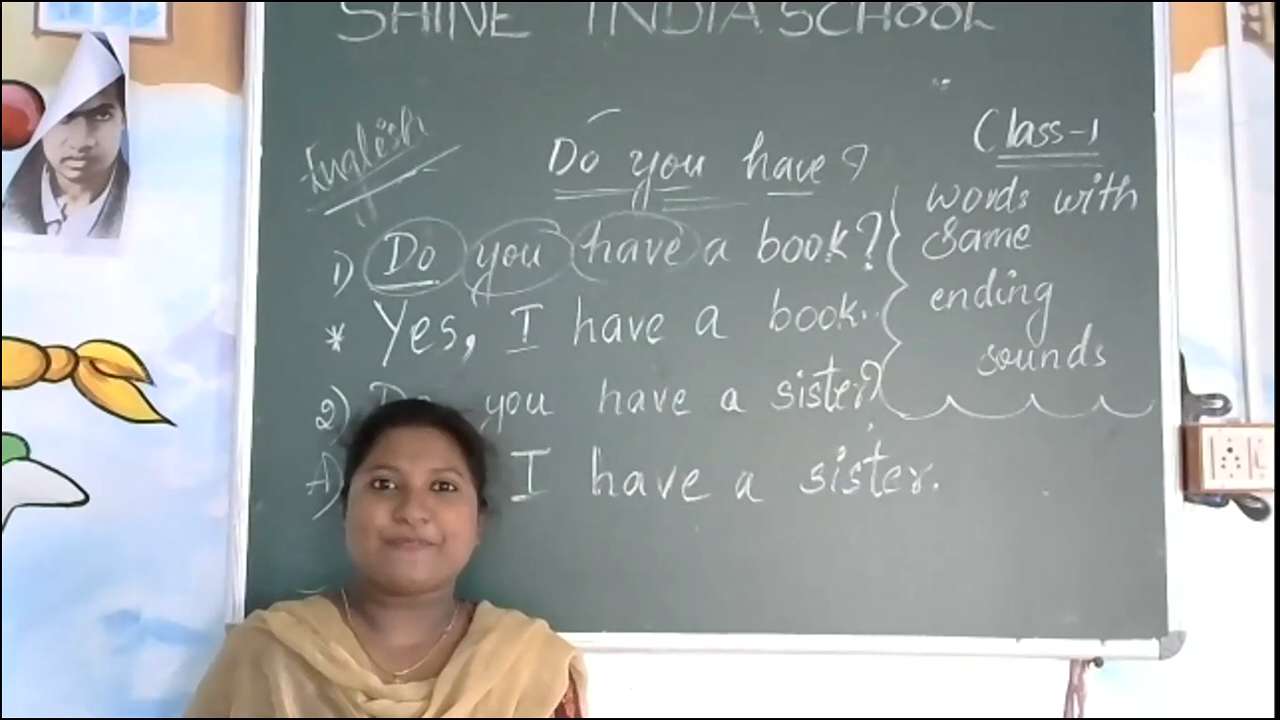 SHINE INDIA SCHOOL
English
Do you have?
Class-1
1) Do you have a book?
* Yes, I have a book.
2) Do you have a sister?
A) I have a sister.
words with
same
ending
sounds